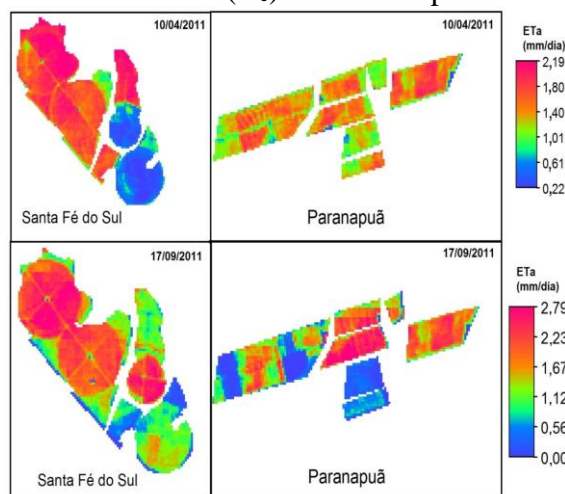 10/04/2011
10/04/2011
ETa
(mm/dia)
2,19
1,80
1,40
1,01
0,61
0,22
Santa Fé do Sul
Paranapuã
17/09/2011
17/09/2011
ETa
(mm/dia)
2,79
2,23
1,67
1,12
0,56
0,00
Santa Fé do Sul
Paranapuã